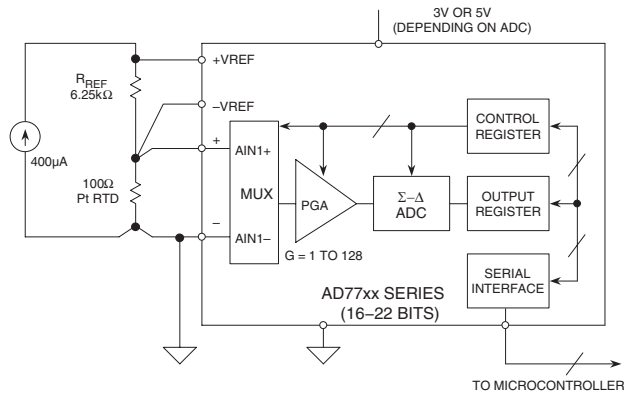 3V OR 5V
(DEPENDING ON ADC)
+VREF
RREF
6.25kΩ
−VREF
CONTROL
REGISTER
+
AIN1+
400µA
MUX
100Ω
Pt RTD
PGA
Σ−Δ
ADC
OUTPUT
REGISTER
−
AIN1−
G = 1 TO 128
AD77xx SERIES
(16−22 BITS)
SERIAL
INTERFACE
TO MICROCONTROLLER